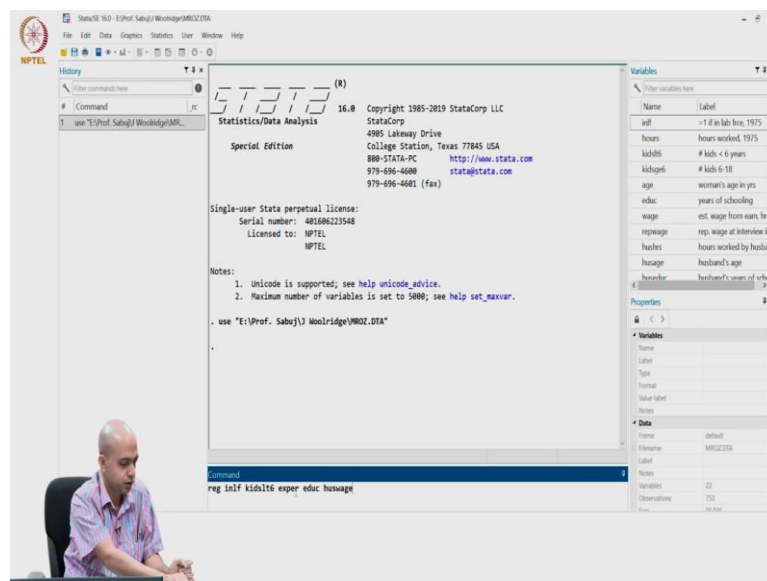 Stata/SE 16.0 - E:\Prof. Sabuj\J Woolridge\MROZ.DTA
File Edit Data Graphics Statistics User Window Help
NPTEL
History
Filter commands here
# Command _rc
1 use "E:\Prof. Sabuj\J Woolridge\MR...
(R)
16.0 Copyright 1985-2019 StataCorp LLC
Statistics/Data Analysis StataCorp
4905 Lakeway Drive
Special Edition College Station, Texas 77845 USA
800-STATA-PC http://www.stata.com
979-696-4600 stata@stata.com
979-696-4601 (fax)
Single-user Stata perpetual license:
Serial number: 401606223548
Licensed to: NPTEL
NPTEL
Notes:
1. Unicode is supported; see help unicode_advice.
2. Maximum number of variables is set to 5000; see help set_maxvar.
. use "E:\Prof. Sabuj\J Woolridge\MROZ.DTA"
.
Command
reg inlf kidslt6 exper educ huswage
Variables
Filter variables here
Name Label
inlf =1 if in lab frce, 1975
hours hours worked, 1975
kidslt6 # kids < 6 years
kidsge6 # kids 6-18
age woman's age in yrs
educ years of schooling
wage est. wage from earn, hr
repwage rep. wage at interview i
hushrs hours worked by husba
husage husband's age
huseduc husband's years of sch
Properties
Variables
Name
Label
Type
Format
Value label
Notes
Data
Frame default
Filename MROZ.DTA
Label
Notes
Variables 22
Observations 753